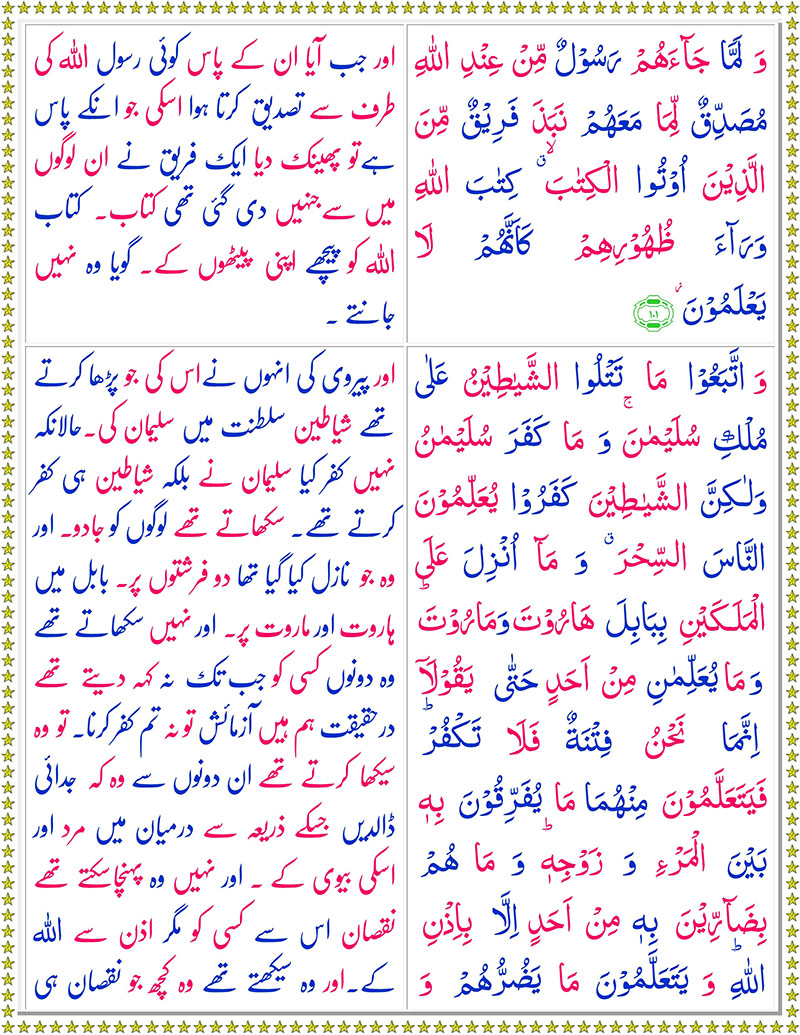 وَ لَمَّا جَآءَهُمْ رَسُوْلٌ مِّنْ عِنْدِ اللّٰهِ
مُصَدِّقٌ لِّمَا مَعَهُمْ نَبَذَ فَرِيْقٌ مِّنَ
الَّذِيْنَ اُوْتُوا الْكِتٰبَ ۙۗ كِتٰبَ اللّٰهِ
وَرَآءَ ظُهُوْرِهِمْ كَاَنَّهُمْ لَا
يَعْلَمُوْنَ ۫ ١٠١
اور جب آیا ان کے پاس کوئی رسول اللہ کی
طرف سے تصدیق کرتا ہوا اسکی جو انکے پاس
ہے تو پھینک دیا ایک فریق نے ان لوگوں
میں سے جنہیں دی گئی تھی کتاب۔ کتاب
اللہ کو پیچھے اپنی پیٹھوں کے۔ گویا وہ نہیں
جانتے ۔
وَ اتَّبَعُوْا مَا تَتْلُوا الشَّيٰطِيْنُ عَلٰى
مُلْكِ سُلَيْمٰنَ ۚ وَ مَا كَفَرَ سُلَيْمٰنُ
وَلٰكِنَّ الشَّيٰطِيْنَ كَفَرُوْا يُعَلِّمُوْنَ
النَّاسَ السِّحْرَ ۗ وَ مَاۤ اُنْزِلَ عَلَى
الْمَلَكَيْنِ بِبَابِلَ هَارُوْتَ وَمَارُوْتَ ؕ
وَ مَا يُعَلِّمٰنِ مِنْ اَحَدٍ حَتّٰى يَقُوْلَاۤ
اِنَّمَا نَحْنُ فِتْنَةٌ فَلَا تَكْفُرْ ؕ
فَيَتَعَلَّمُوْنَ مِنْهُمَا مَا يُفَرِّقُوْنَ بِهٖ
بَيْنَ الْمَرْءِ وَ زَوْجِهٖ ؕ وَ مَا هُمْ
بِضَآرِّيْنَ بِهٖ مِنْ اَحَدٍ اِلَّا بِاِذْنِ
اللّٰهِ ؕ وَ يَتَعَلَّمُوْنَ مَا يَضُرُّهُمْ وَ
اور پیروی کی انہوں نے اس کی جو پڑھا کرتے
تھے شیاطین سلطنت میں سلیمان کی۔ حالانکہ
نہیں کفر کیا سلیمان نے بلکہ شیاطین ہی کفر
کرتے تھے۔ سکھاتے تھے لوگوں کو جادو۔ اور
وہ جو نازل کیا گیا تھا دو فرشتوں پر۔ بابل میں
ہاروت اور ماروت پر۔ اور نہیں سکھاتے تھے
وہ دونوں کسی کو جب تک نہ کہہ دیتے تھے
درحقیقت ہم ہیں آزمائش تو نہ تم کفر کرنا۔ تو وہ
سیکھا کرتے تھے ان دونوں سے وہ کہ جدائی
ڈالدیں جسکے ذریعہ سے درمیان میں مرد اور
اسکی بیوی کے ۔ اور نہیں وہ پہنچا سکتے تھے
نقصان اس سے کسی کو مگر اذن سے اللہ
کے۔ اور وہ سیکھتے تھے وہ کچھ جو نقصان ہی